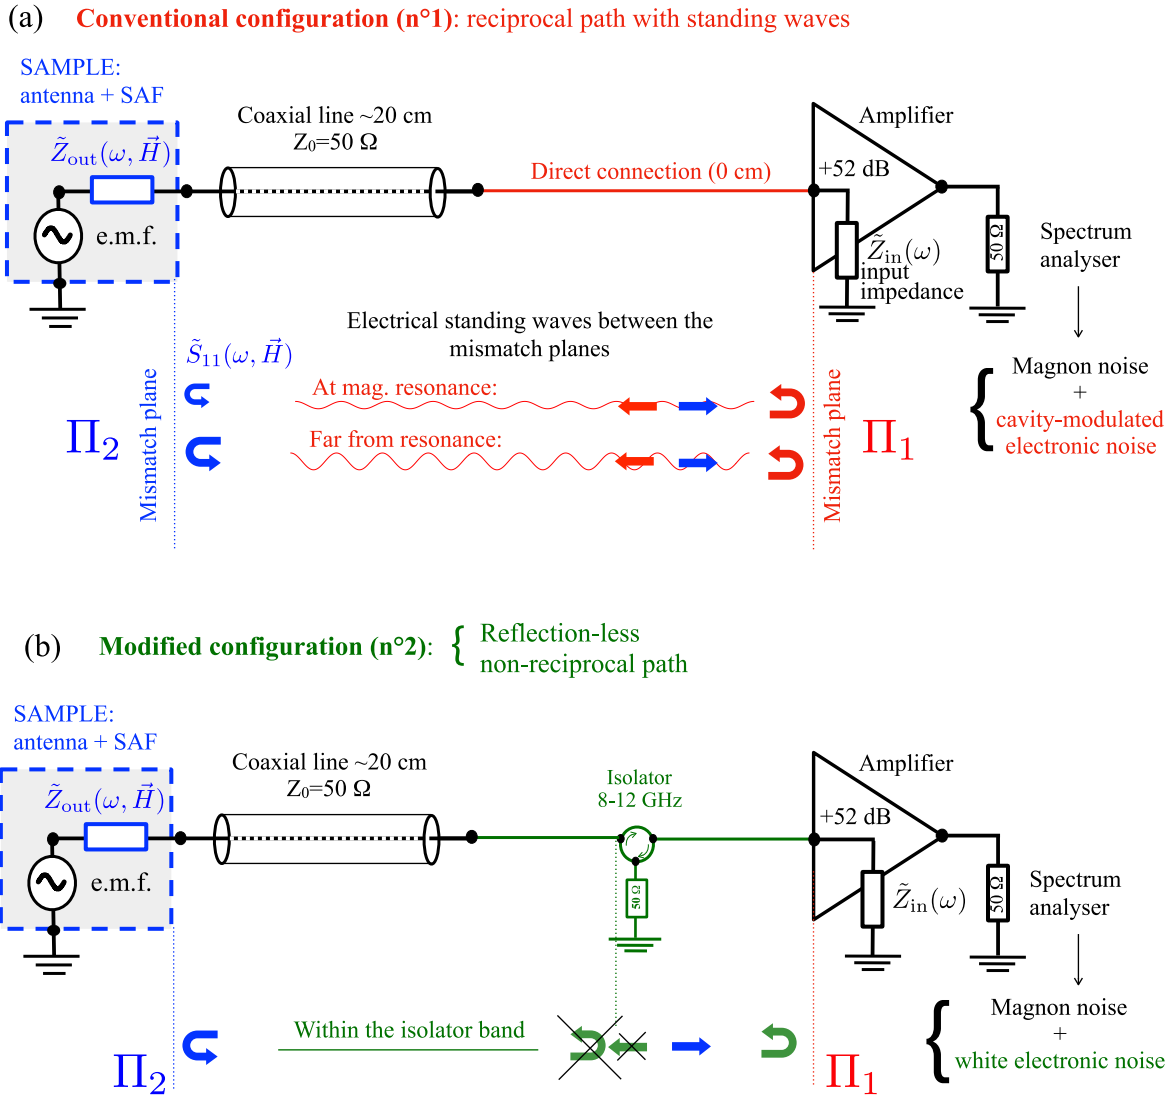 (a) Conventional configuration (n°1): reciprocal path with standing waves
SAMPLE:
antenna + SAF
Z̃out(ω, H⃗)
e.m.f.
Coaxial line ~20 cm
Z0=50 Ω
Direct connection (0 cm)
Amplifier
+52 dB
Z̃in(ω)
input
impedance
50 Ω
Spectrum
analyser
Electrical standing waves between the
mismatch planes
S̃11(ω, H⃗)
At mag. resonance:
Far from resonance:
Π2
Mismatch plane
Mismatch plane
Π1
Magnon noise
+
cavity-modulated
electronic noise
(b) Modified configuration (n°2): { Reflection-less
non-reciprocal path
SAMPLE:
antenna + SAF
Z̃out(ω, H⃗)
e.m.f.
Coaxial line ~20 cm
Z0=50 Ω
Isolator
8-12 GHz
50 Ω
Amplifier
+52 dB
Z̃in(ω)
50 Ω
Spectrum
analyser
Within the isolator band
Π2
Π1
Magnon noise
+
white electronic noise